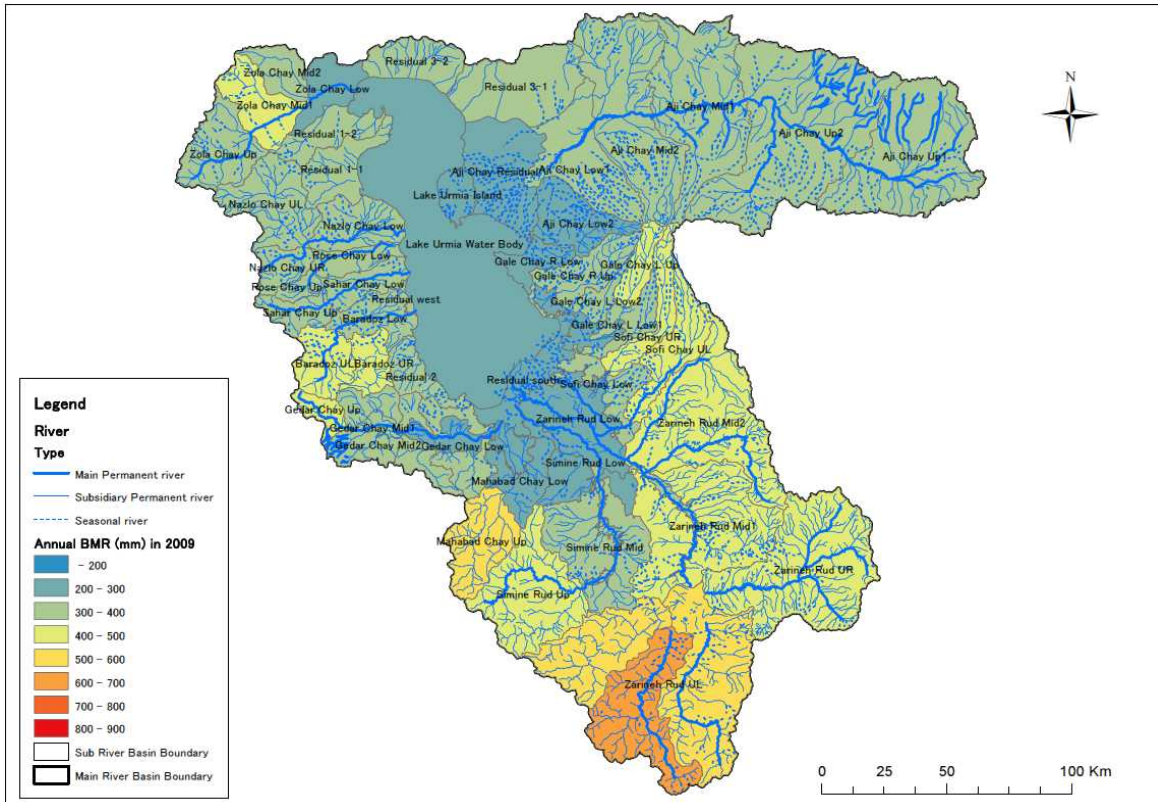 Residual 3-2
Zola Chay Mid2
Residual 3-1
Zola Chay Low
Zola Chay Mid1
Aji Chay Mid1
N
Residual 1-2
Aji Chay Up2
Aji Chay Mid2
Zola Chay Up
Aji Chay Up1
Residual 1-1
Aji Chay Residual
Aji Chay Low1
Lake Urmia Island
Nazlo Chay UL
Nazlo Chay Low
Aji Chay Low2
Lake Urmia Water Body
Rose Chay Low
Gale Chay R Low
Gale Chay L Up
Nazlo Chay UR
Gale Chay R Up
Rose Chay Up
Sahar Chay Low
Residual west
Gale Chay L Low2
Sahar Chay Up
Baradoz Low
Gale Chay L Low1
Sofi Chay UR
Sofi Chay UL
Baradoz UL
Baradoz UR
Residual 2
Residual south
Sofi Chay Low
Gedar Chay Up
Zarineh Rud Low
Zarineh Rud Mid2
Gedar Chay Mid1
Gedar Chay Mid2
Gedar Chay Low
Simine Rud Low
Mahabad Chay Low
Zarineh Rud Mid1
Mahabad Chay Up
Simine Rud Mid
Zarineh Rud UR
Simine Rud Up
Zarineh Rud UL
Legend
River
Type
Main Permanent river
Subsidiary Permanent river
Seasonal river
Annual BMR (mm) in 2009
- 200
200 - 300
300 - 400
400 - 500
500 - 600
600 - 700
700 - 800
800 - 900
Sub River Basin Boundary
Main River Basin Boundary
0 25 50 100 Km